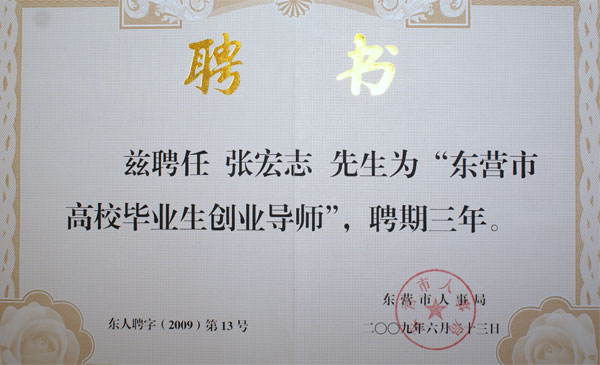 聘 书
兹聘任 张宏志 先生为“东营市
高校毕业生创业导师”，聘期三年。
东营市人事局
东人聘字（2009）第13号
二〇〇九年六月二十三日